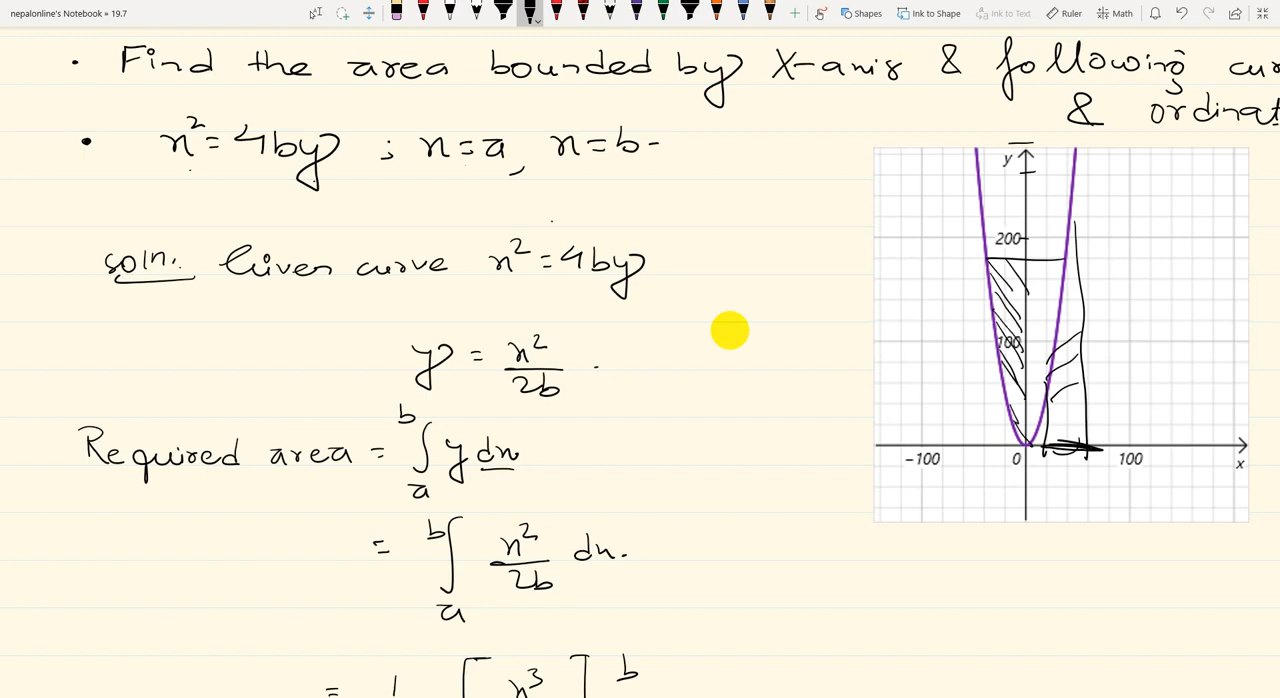 nepalonline's Notebook » 19.7
Shapes Ink to Shape Ink to Text Ruler Math
• Find the area bounded by X-axis & following cur
& ordinat
• x² = 4by ; x = a, x = b-
soln. Given curve x² = 4by
y = x²/2b .
Required area = ∫ₐᵇ y dx
= ∫ₐᵇ x²/2b dx.
= 1 [ x³ ] b
y
200
100
-100 0 100 x